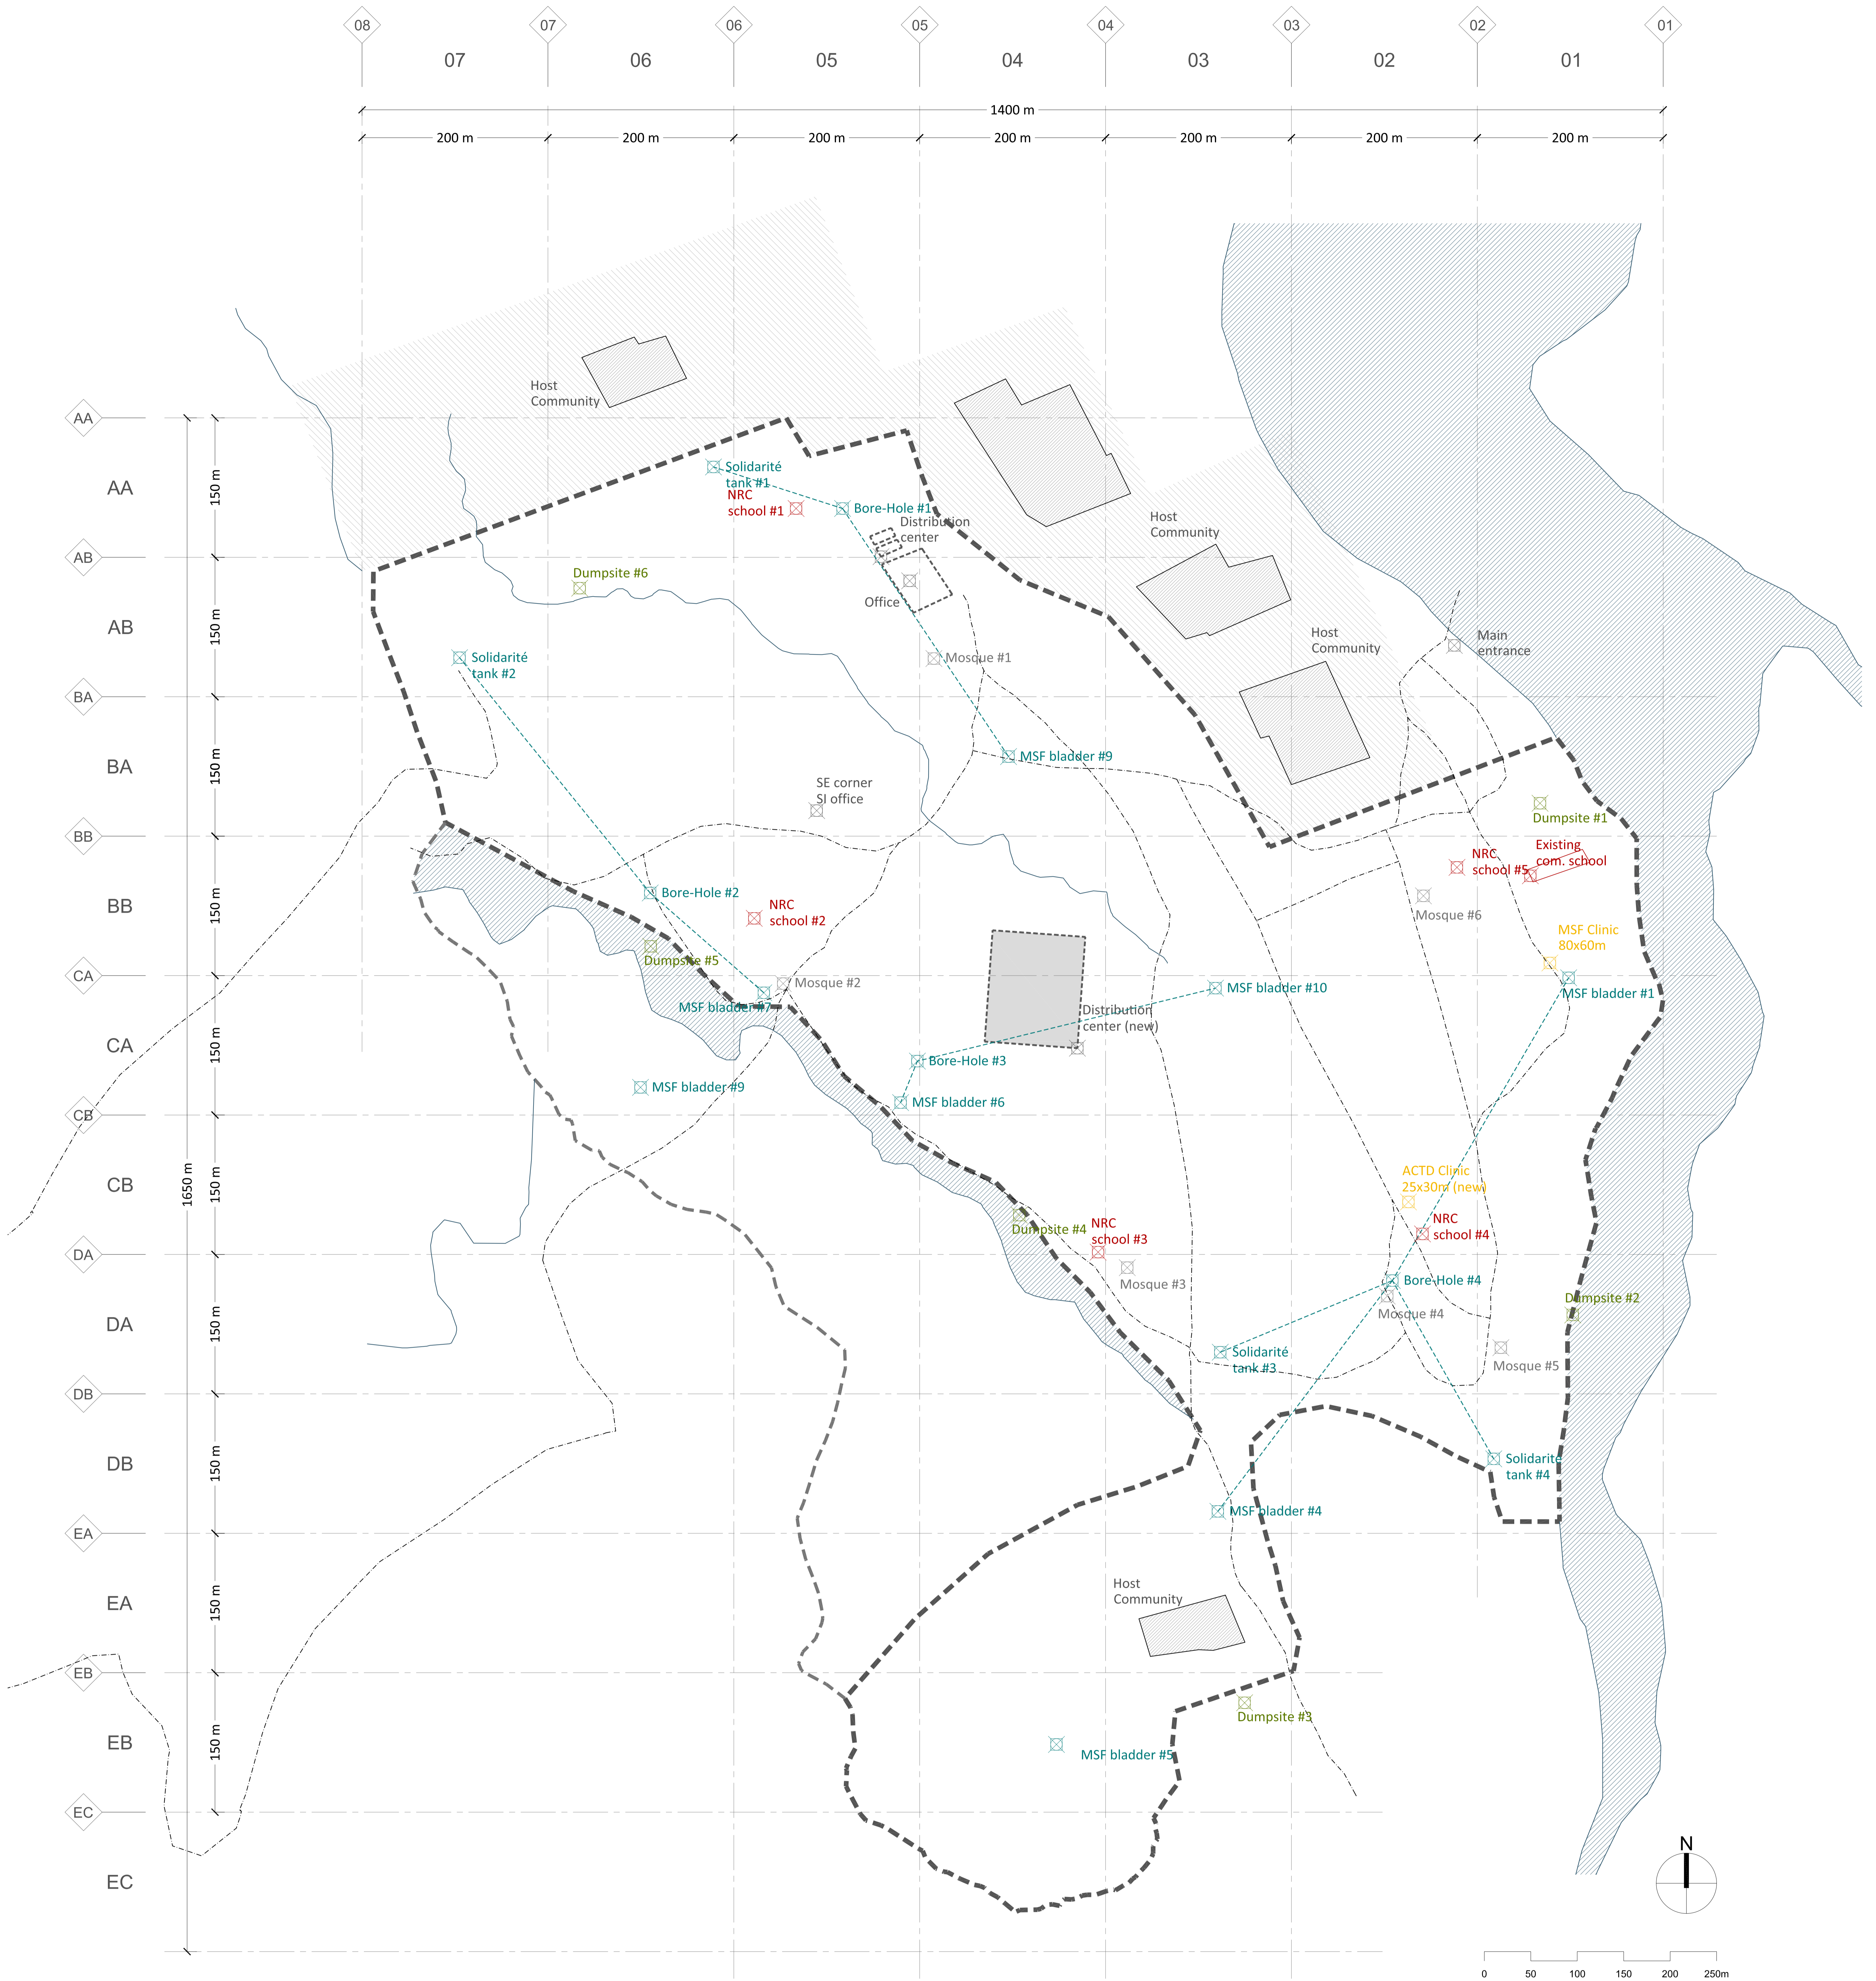 08
07
06
05
04
03
02
01
07
06
05
04
03
02
01
1400 m
200 m
200 m
200 m
200 m
200 m
200 m
200 m
Host
Community
AA
Solidarité
tank #1
AA
150 m
NRC
school #1
Bore-Hole #1
Distribution
center
Host
Community
AB
Dumpsite #6
Office
AB
150 m
Host
Community
Main
entrance
Solidarité
tank #2
Mosque #1
BA
BA
150 m
MSF bladder #9
SE corner
SI office
Dumpsite #1
BB
Existing
com. school
NRC
school #5
BB
150 m
Bore-Hole #2
NRC
school #2
Mosque #6
MSF Clinic
80x60m
Dumpsite #5
CA
Mosque #2
MSF bladder #10
MSF bladder #1
MSF bladder #7
Distribution
center (new)
CA
150 m
Bore-Hole #3
MSF bladder #9
MSF bladder #6
CB
ACTD Clinic
25x30m (new)
CB
150 m
1650 m
Dumpsite #4
NRC
school #3
NRC
school #4
DA
Mosque #3
Bore-Hole #4
Dumpsite #2
Mosque #4
DA
150 m
Solidarité
tank #3
Mosque #5
DB
DB
150 m
Solidarité
tank #4
MSF bladder #4
EA
Host
Community
EA
150 m
EB
Dumpsite #3
EB
150 m
MSF bladder #5
EC
N
EC
0
50
100
150
200
250m